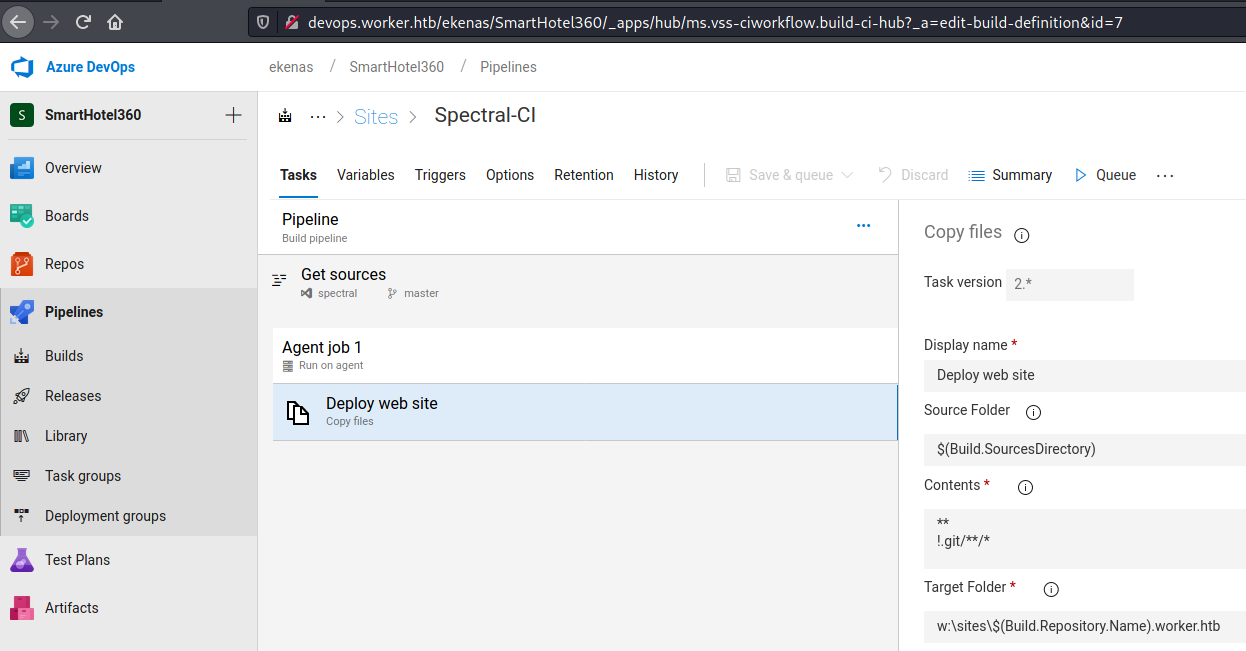 devops.worker.htb/ekenas/SmartHotel360/_apps/hub/ms.vss-ciworkflow.build-ci-hub?_a=edit-build-definition&id=7
Azure DevOps
ekenas / SmartHotel360 / Pipelines
S SmartHotel360 +
... > Sites > Spectral-CI
Overview
Boards
Repos
Pipelines
Builds
Releases
Library
Task groups
Deployment groups
Test Plans
Artifacts
Tasks Variables Triggers Options Retention History Save & queue Discard Summary Queue ...
Pipeline ...
Build pipeline
Get sources
spectral master
Agent job 1
Run on agent
Deploy web site
Copy files
Copy files
Task version 2.*
Display name *
Deploy web site
Source Folder
$(Build.SourcesDirectory)
Contents *
**
!.git/**/*
Target Folder *
w:\sites\$(Build.Repository.Name).worker.htb